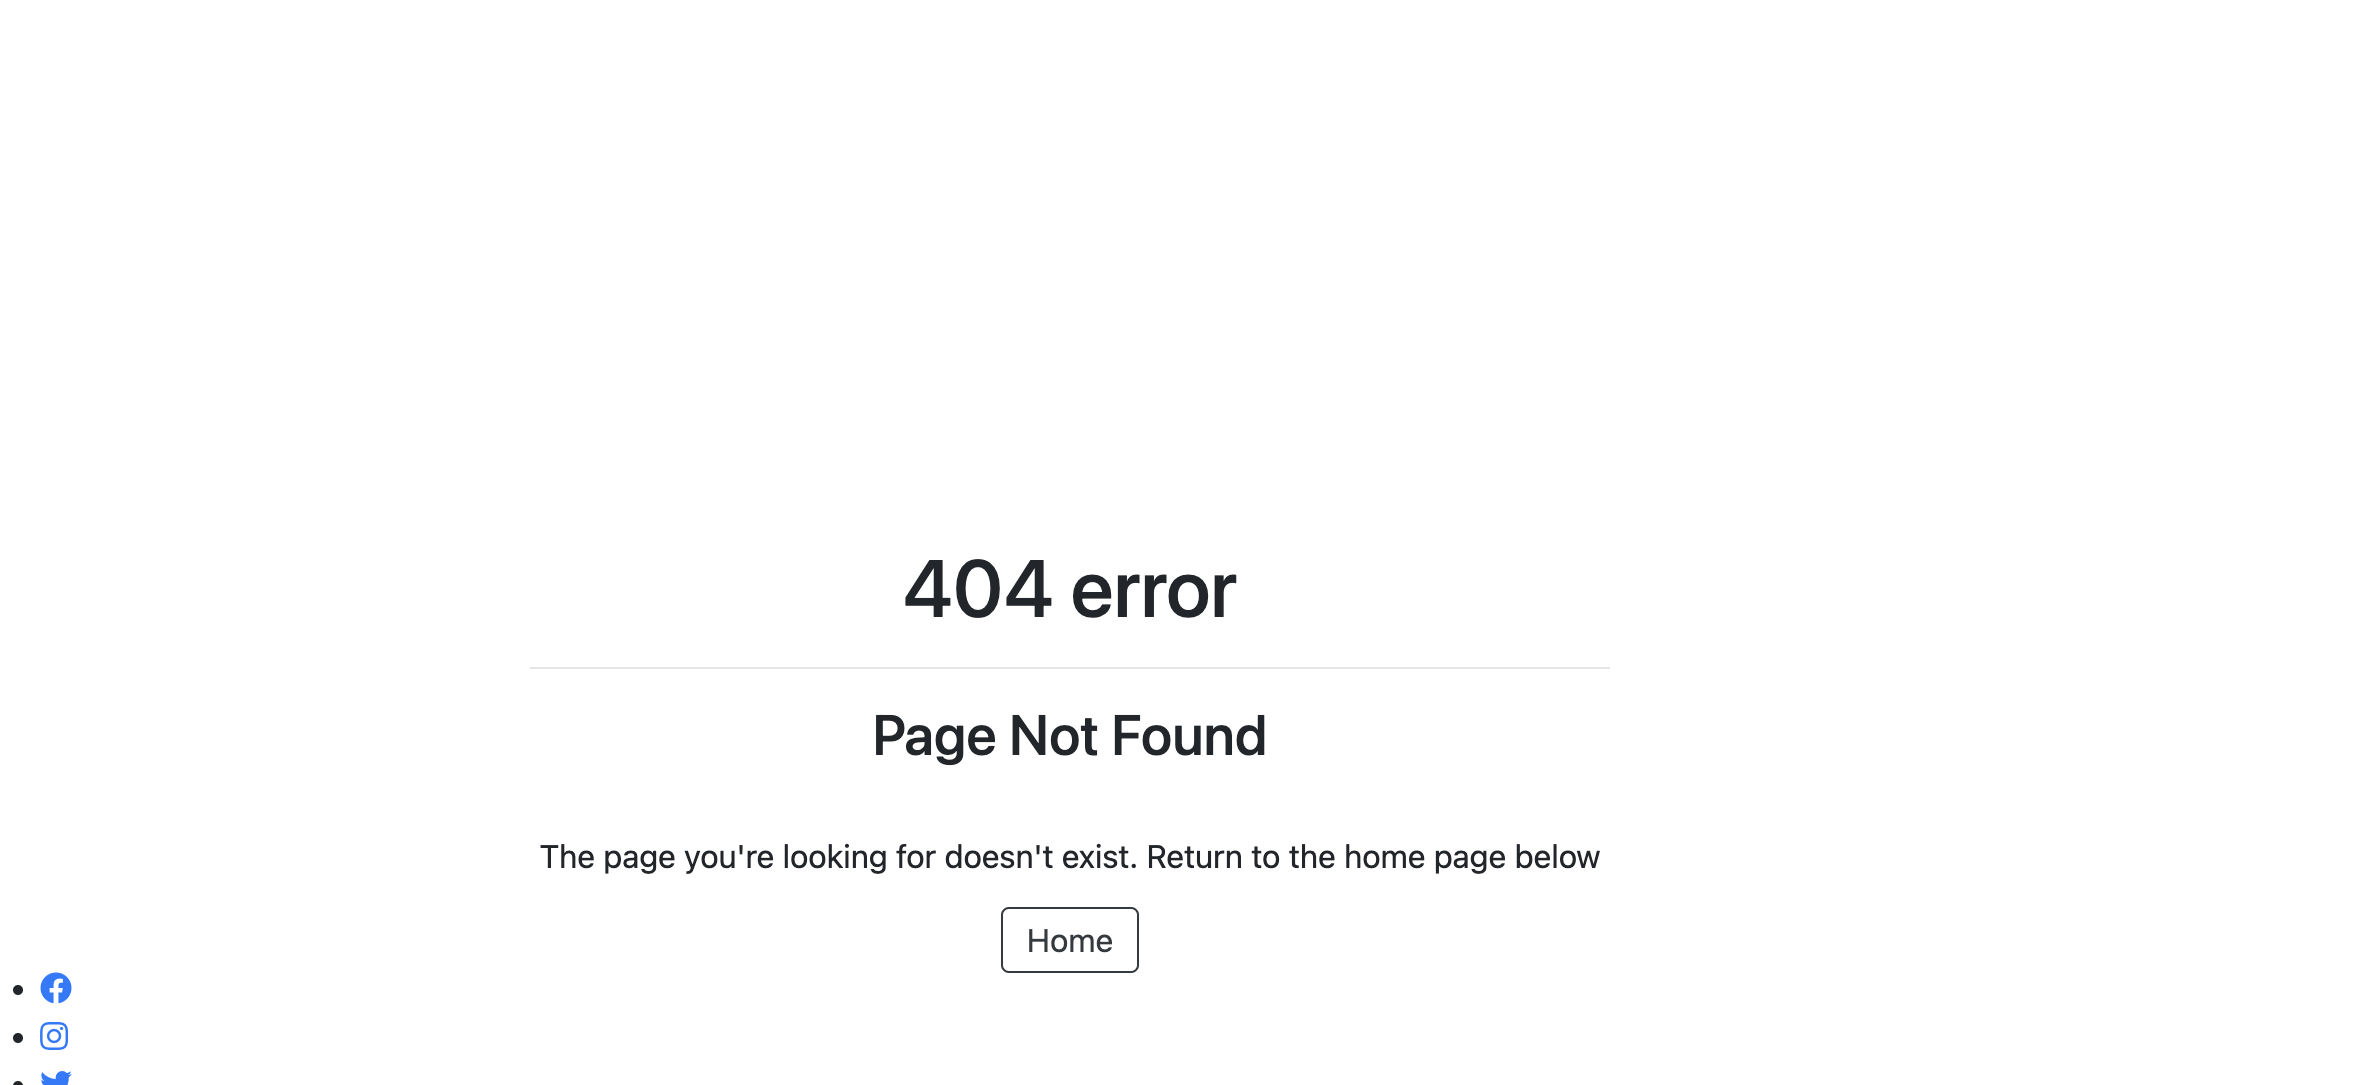 404 error
Page Not Found
The page you're looking for doesn't exist. Return to the home page below
Home